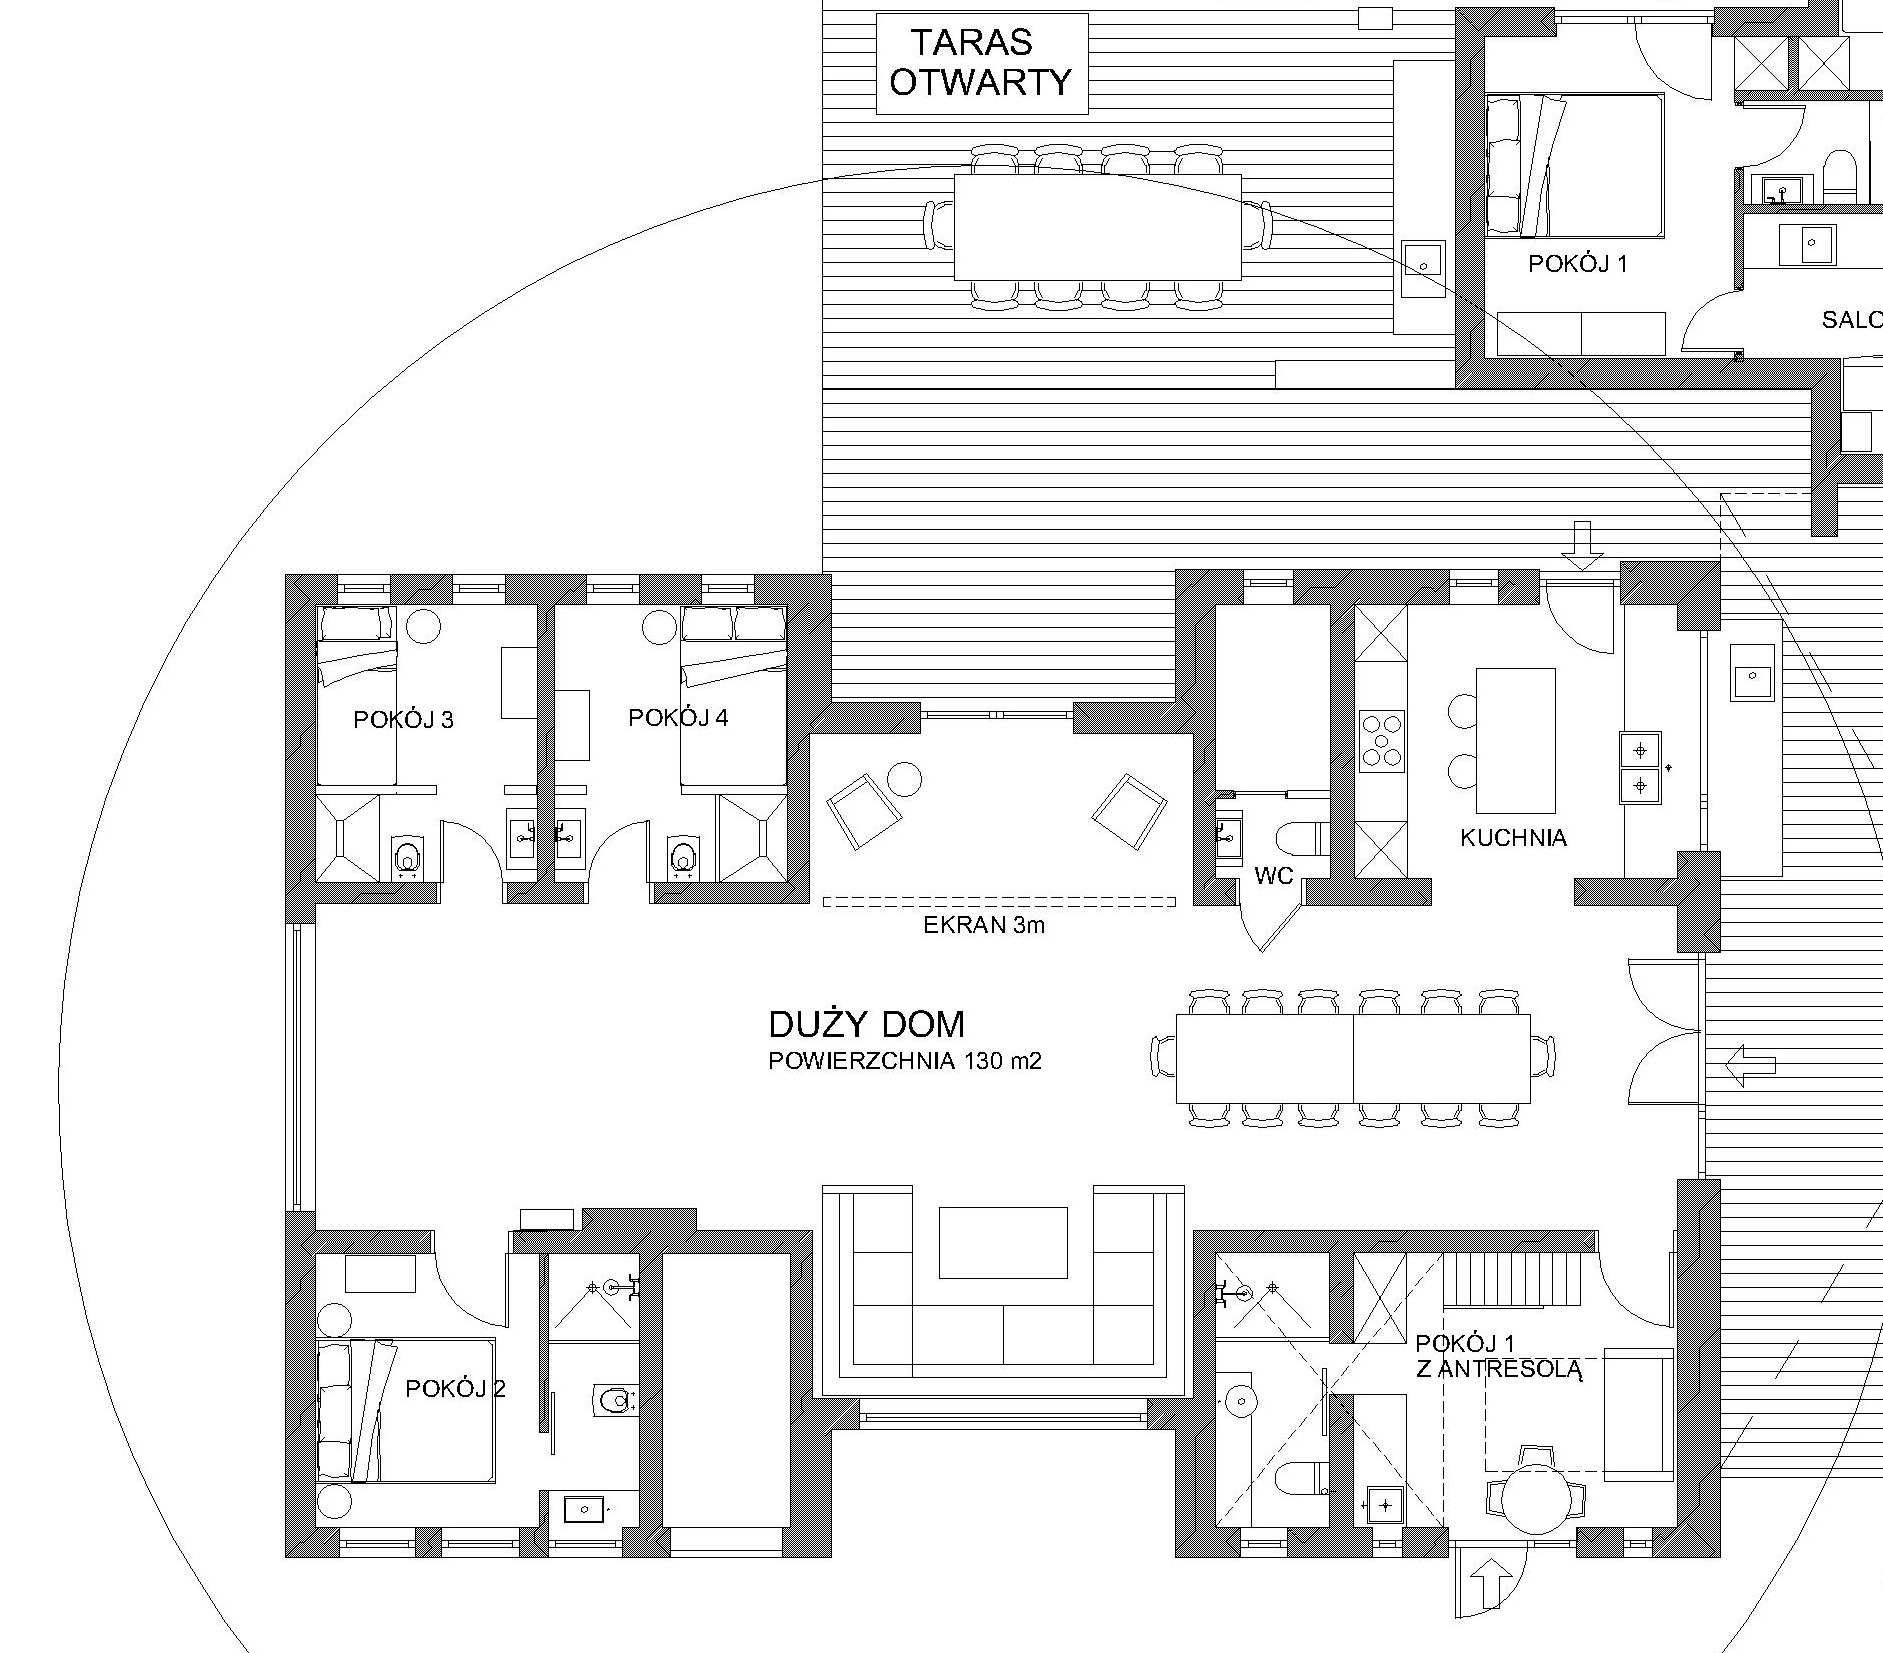 TARAS
OTWARTY
POKÓJ 1
SALO
POKÓJ 3
POKÓJ 4
KUCHNIA
WC
EKRAN 3m
DUŻY DOM
POWIERZCHNIA 130 m2
POKÓJ 1
Z ANTRESOLĄ
POKÓJ 2